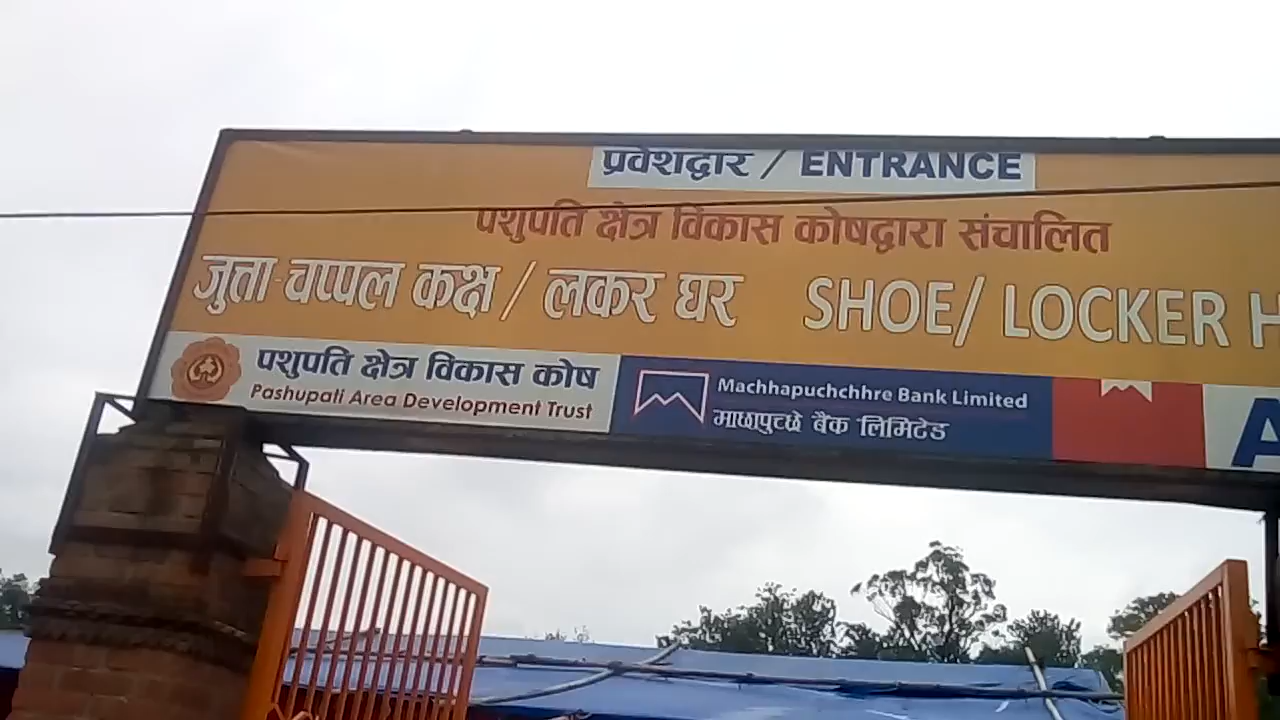 प्रवेशद्वार / ENTRANCE
पशुपति क्षेत्र विकास कोषद्वारा संचालित
जुत्ता चप्पल कक्ष / लकर घर SHOE/ LOCKER H
पशुपति क्षेत्र विकास कोष
Pashupati Area Development Trust
Machhapuchchhre Bank Limited
माछापुच्छ्रे बैंक लिमिटेड